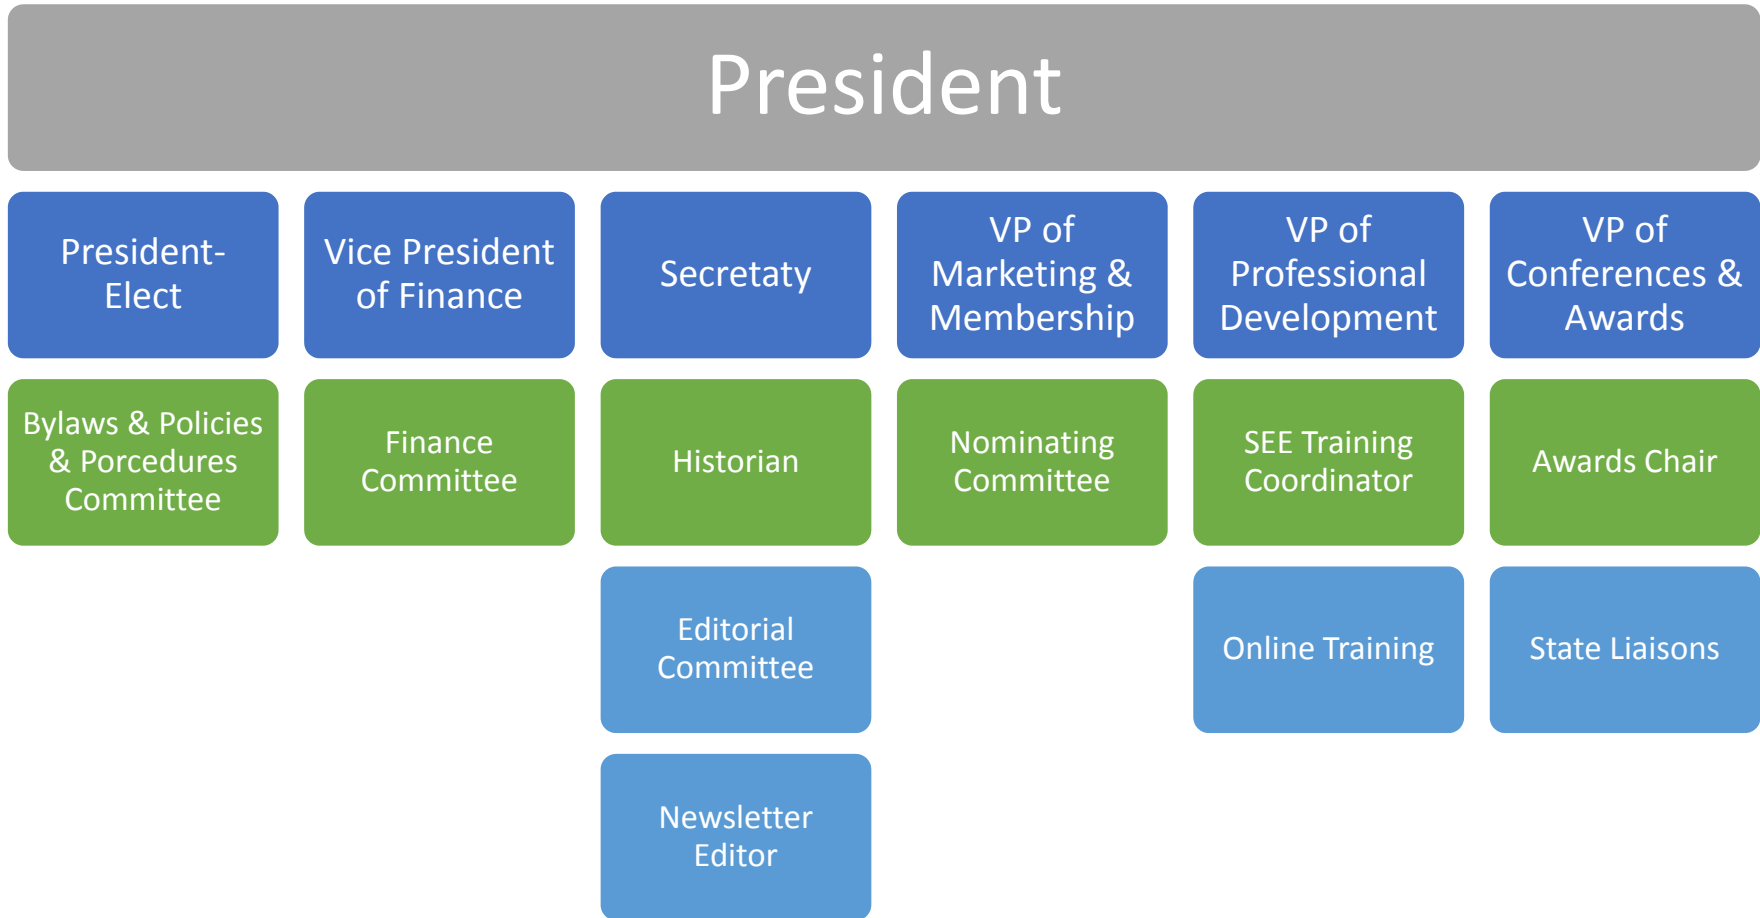 President
President-
Elect
Vice President
of Finance
Secretaty
VP of
Marketing &
Membership
VP of
Professional
Development
VP of
Conferences &
Awards
Bylaws & Policies
& Porcedures
Committee
Finance
Committee
Historian
Nominating
Committee
SEE Training
Coordinator
Awards Chair
Editorial
Committee
Online Training
State Liaisons
Newsletter
Editor